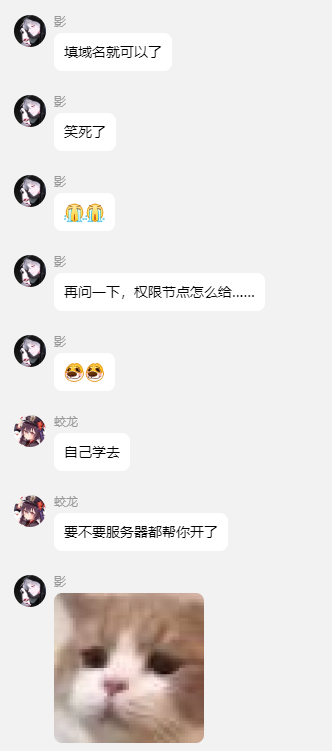 影
填域名就可以了
影
笑死了
影
😭😭
影
再问一下，权限节点怎么给……
影
蛟龙
自己学去
蛟龙
要不要服务器都帮你开了
影